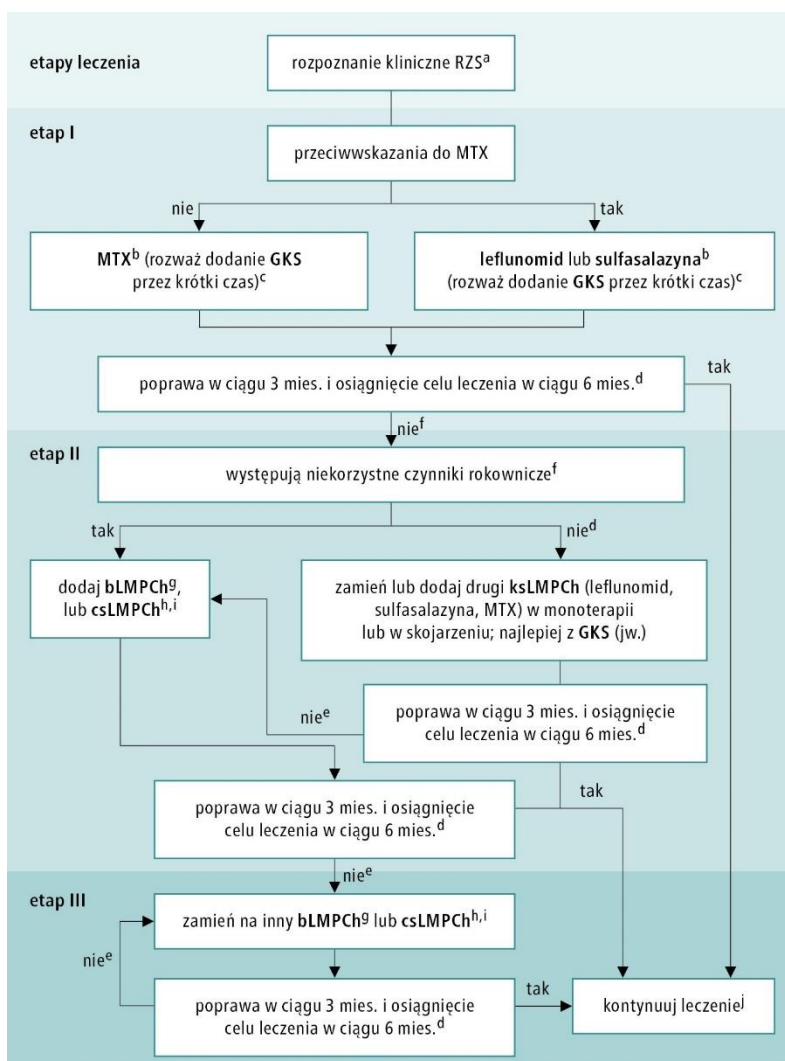 etapy leczenia
rozpoznanie kliniczne RZSᵃ
etap I
przeciwwskazania do MTX
nie
tak
MTXᵇ (rozważ dodanie GKS
przez krótki czas)ᶜ
leflunomid lub sulfasalazynaᵇ
(rozważ dodanie GKS przez krótki czas)ᶜ
poprawa w ciągu 3 mies. i osiągnięcie celu leczenia w ciągu 6 mies.ᵈ
tak
nieᶠ
etap II
występują niekorzystne czynniki rokowniczeᶠ
tak
nieᵈ
dodaj bLMPChᵍ,
lub csLMPChʰ,ⁱ
zamień lub dodaj drugi ksLMPCh (leflunomid,
sulfasalazyna, MTX) w monoterapii
lub w skojarzeniu; najlepiej z GKS (jw.)
nieᵉ
poprawa w ciągu 3 mies. i osiągnięcie
celu leczenia w ciągu 6 mies.ᵈ
tak
poprawa w ciągu 3 mies. i osiągnięcie
celu leczenia w ciągu 6 mies.ᵈ
nieᵉ
etap III
zamień na inny bLMPChᵍ lub csLMPChʰ,ⁱ
nieᵉ
poprawa w ciągu 3 mies. i osiągnięcie
celu leczenia w ciągu 6 mies.ᵈ
tak
kontynuuj leczenieʲ